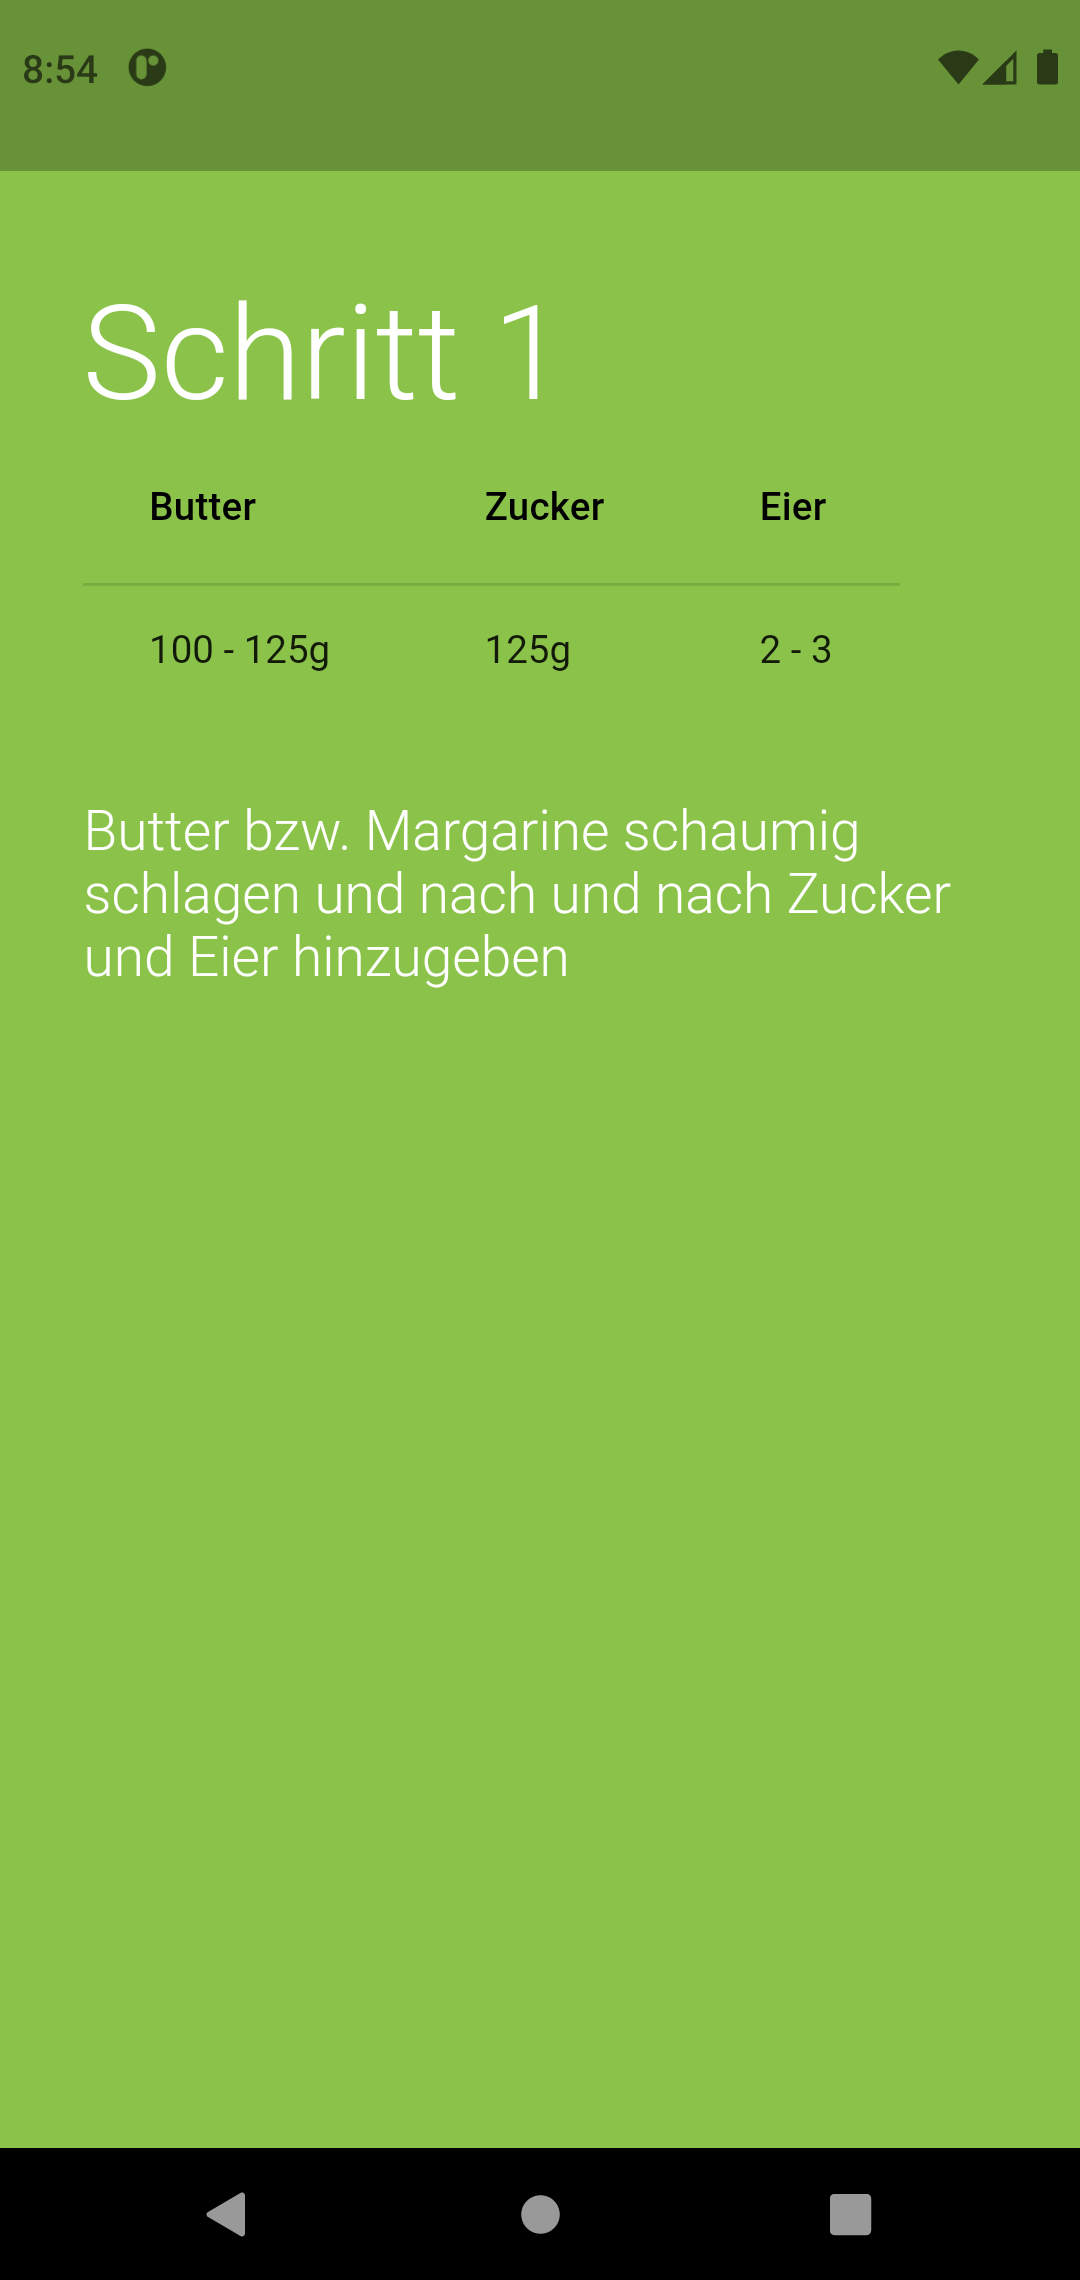 8:54
Schritt 1
Butter Zucker Eier
100 - 125g 125g 2 - 3
Butter bzw. Margarine schaumig
schlagen und nach und nach Zucker
und Eier hinzugeben